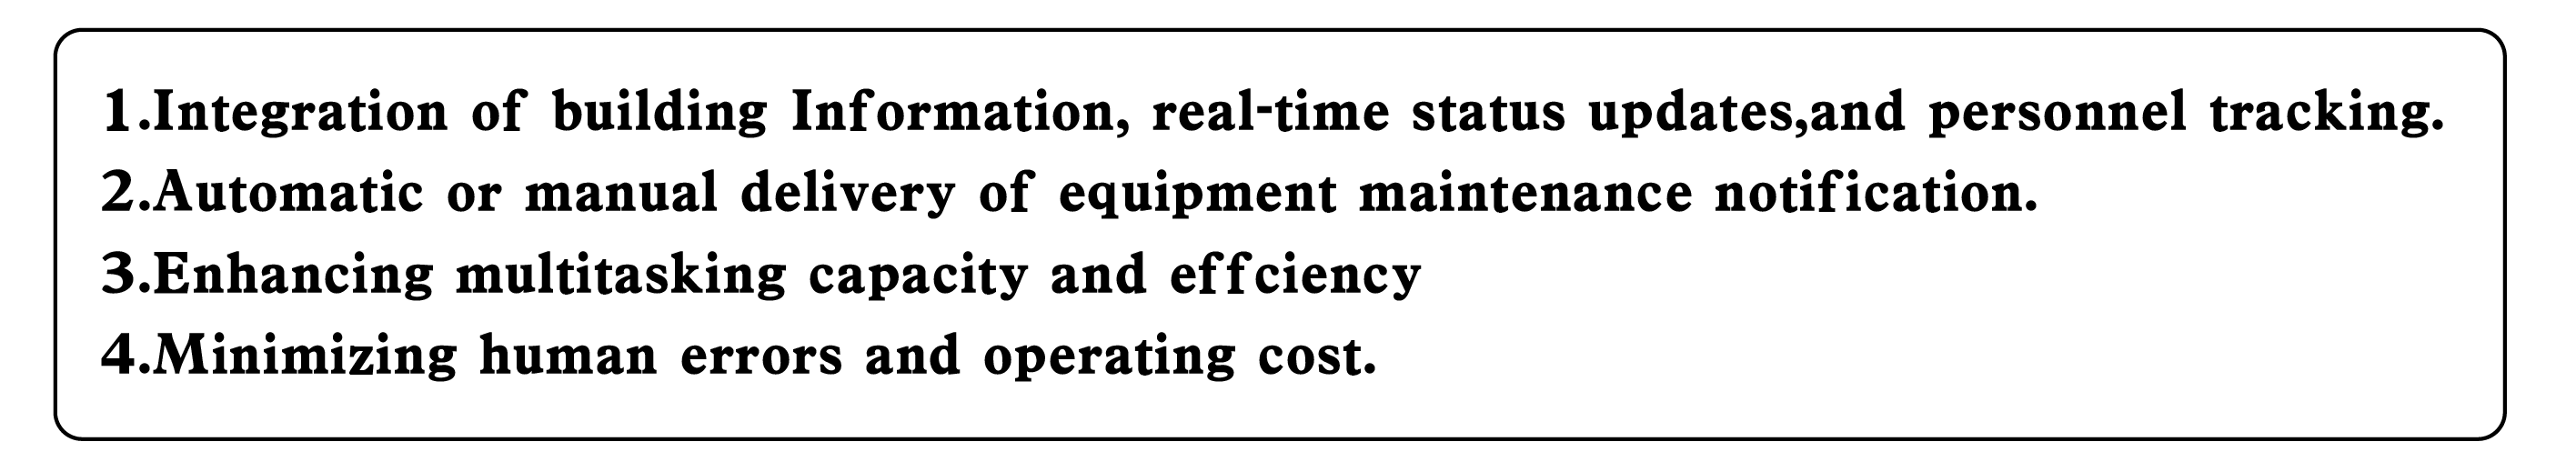 1.Integration of building Information, real-time status updates,and personnel tracking.
2.Automatic or manual delivery of equipment maintenance notification.
3.Enhancing multitasking capacity and effciency
4.Minimizing human errors and operating cost.